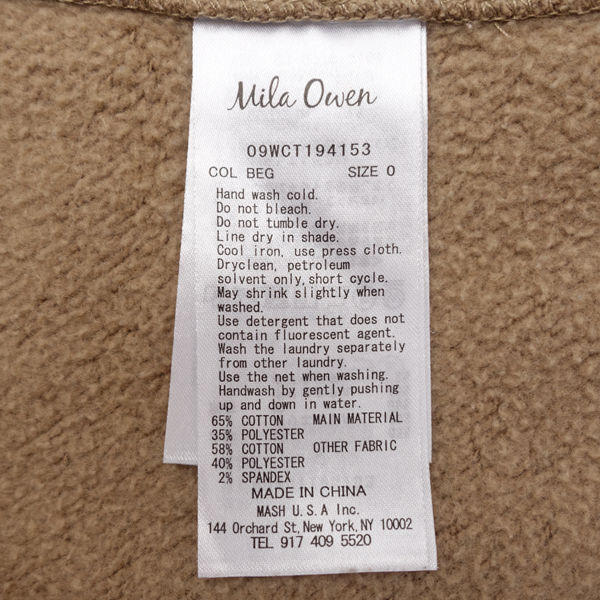 Mila Owen
09WCT194153
COL BEG SIZE 0
Hand wash cold.
Do not bleach.
Do not tumble dry.
Line dry in shade.
Cool iron, use press cloth.
Dryclean, petroleum
solvent only,short cycle.
May shrink slightly when
washed.
Use detergent that does not
contain fluorescent agent.
Wash the laundry separately
from other laundry.
Use the net when washing.
Handwash by gently pushing
up and down in water.
65% COTTON MAIN MATERIAL
35% POLYESTER
58% COTTON OTHER FABRIC
40% POLYESTER
2% SPANDEX
MADE IN CHINA
MASH U.S.A Inc.
144 Orchard St, New York, NY 10002
TEL 917 409 5520